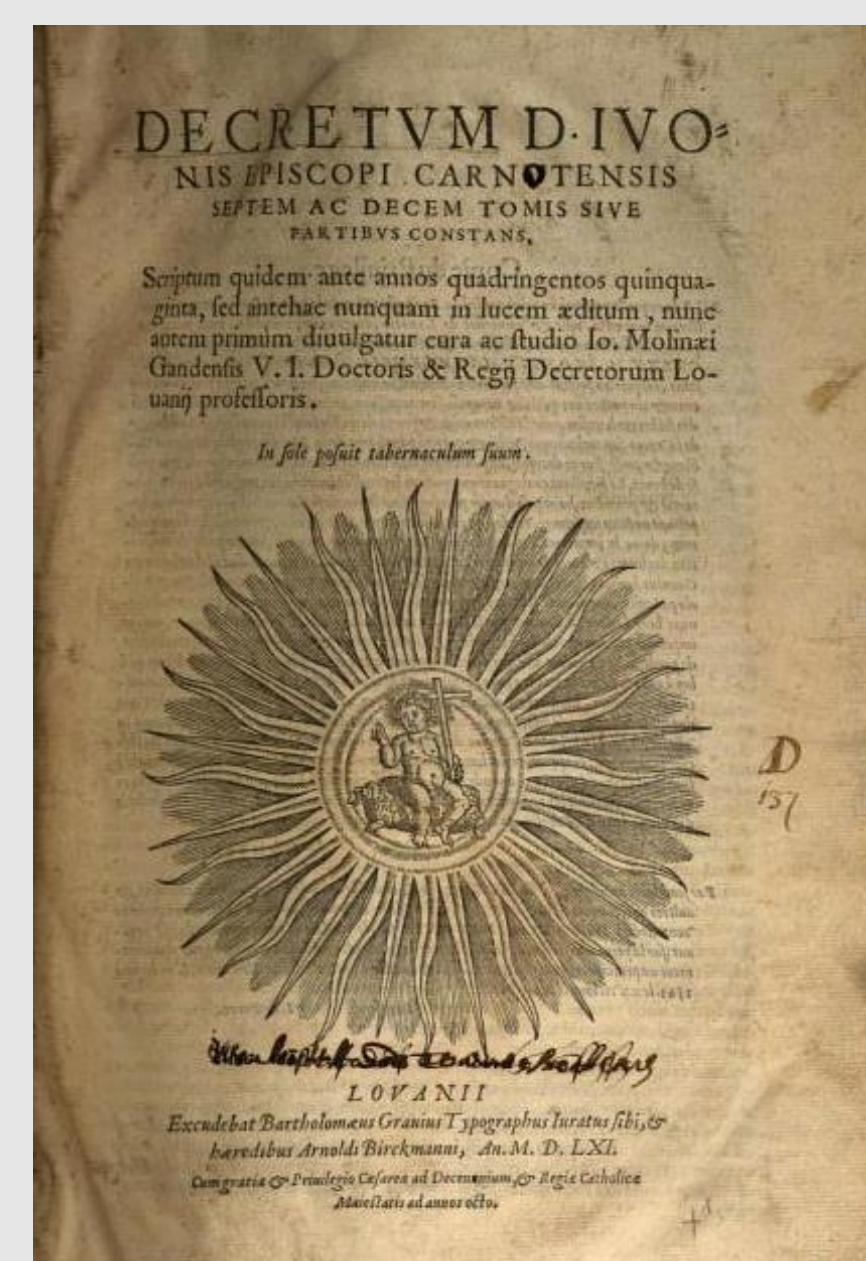 DECRETVM D. IVO-
NIS EPISCOPI CARNOTENSIS
SEPTEM AC DECEM TOMIS SIVE
PARTIBVS CONSTANS,
Scriptum quidem ante annos quadringentos quinqua-
ginta, ſed antehac nunquam in lucem æditum, nunc
autem primùm diuulgatur cura ac ſtudio Io. Molinæi
Gandenſis V. I. Doctoris & Regij Decretorum Lo-
uanij profeſſoris.
In ſole poſuit tabernaculum ſuum.
D
137
LOVANII
Excudebat Bartholomæus Grauius Typographus Iuratus ſibi, &
hæredibus Arnoldi Birckmanni, An. M. D. LXI.
Cum gratia & Priuilegio Cæſareæ ad Decennium, & Regiæ Catholicæ
Maieſtatis ad annos octo.